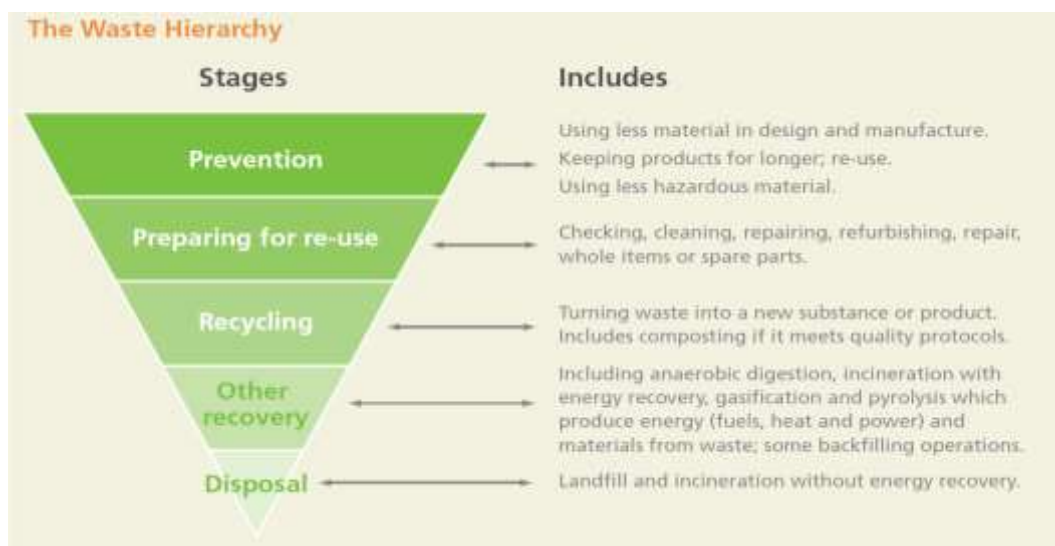 The Waste Hierarchy
Stages
Includes
Prevention
Using less material in design and manufacture.
Keeping products for longer; re-use.
Using less hazardous material.
Preparing for re-use
Checking, cleaning, repairing, refurbishing, repair,
whole items or spare parts.
Recycling
Turning waste into a new substance or product.
Includes composting if it meets quality protocols.
Other
recovery
Including anaerobic digestion, incineration with
energy recovery, gasification and pyrolysis which
produce energy (fuels, heat and power) and
materials from waste; some backfilling operations.
Disposal
Landfill and incineration without energy recovery.